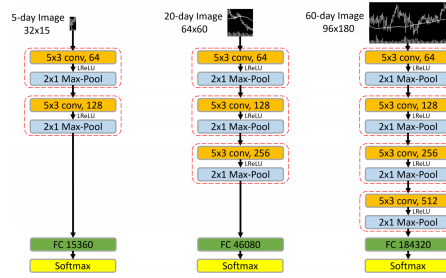 5-day Image
32x15
5x3 conv, 64
LReLU
2x1 Max-Pool
5x3 conv, 128
LReLU
2x1 Max-Pool
FC 15360
Softmax
20-day Image
64x60
5x3 conv, 64
LReLU
2x1 Max-Pool
5x3 conv, 128
LReLU
2x1 Max-Pool
5x3 conv, 256
LReLU
2x1 Max-Pool
FC 46080
Softmax
60-day Image
96x180
5x3 conv, 64
LReLU
2x1 Max-Pool
5x3 conv, 128
LReLU
2x1 Max-Pool
5x3 conv, 256
LReLU
2x1 Max-Pool
5x3 conv, 512
LReLU
2x1 Max-Pool
FC 184320
Softmax